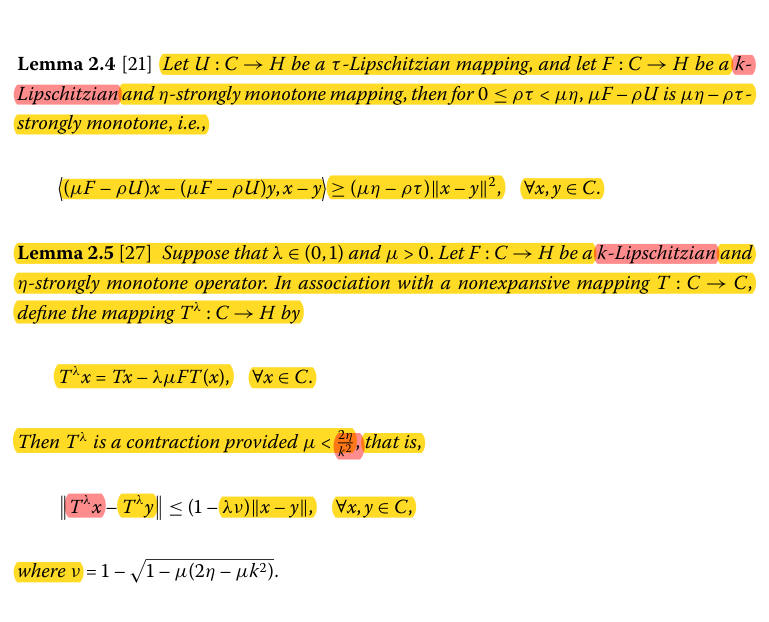 Lemma 2.4 [21] Let U : C → H be a τ-Lipschitzian mapping, and let F : C → H be a k-
Lipschitzian and η-strongly monotone mapping, then for 0 ≤ ρτ < μη, μF – ρU is μη – ρτ-
strongly monotone, i.e.,
⟨(μF – ρU)x – (μF – ρU)y, x – y⟩ ≥ (μη – ρτ)‖x – y‖², ∀x, y ∈ C.
Lemma 2.5 [27] Suppose that λ ∈ (0, 1) and μ > 0. Let F : C → H be a k-Lipschitzian and
η-strongly monotone operator. In association with a nonexpansive mapping T : C → C,
define the mapping T^λ : C → H by
T^λx = Tx – λμFT(x), ∀x ∈ C.
Then T^λ is a contraction provided μ < 2η/k², that is,
‖T^λx – T^λy‖ ≤ (1 – λν)‖x – y‖, ∀x, y ∈ C,
where ν = 1 – √(1 – μ(2η – μk²)).